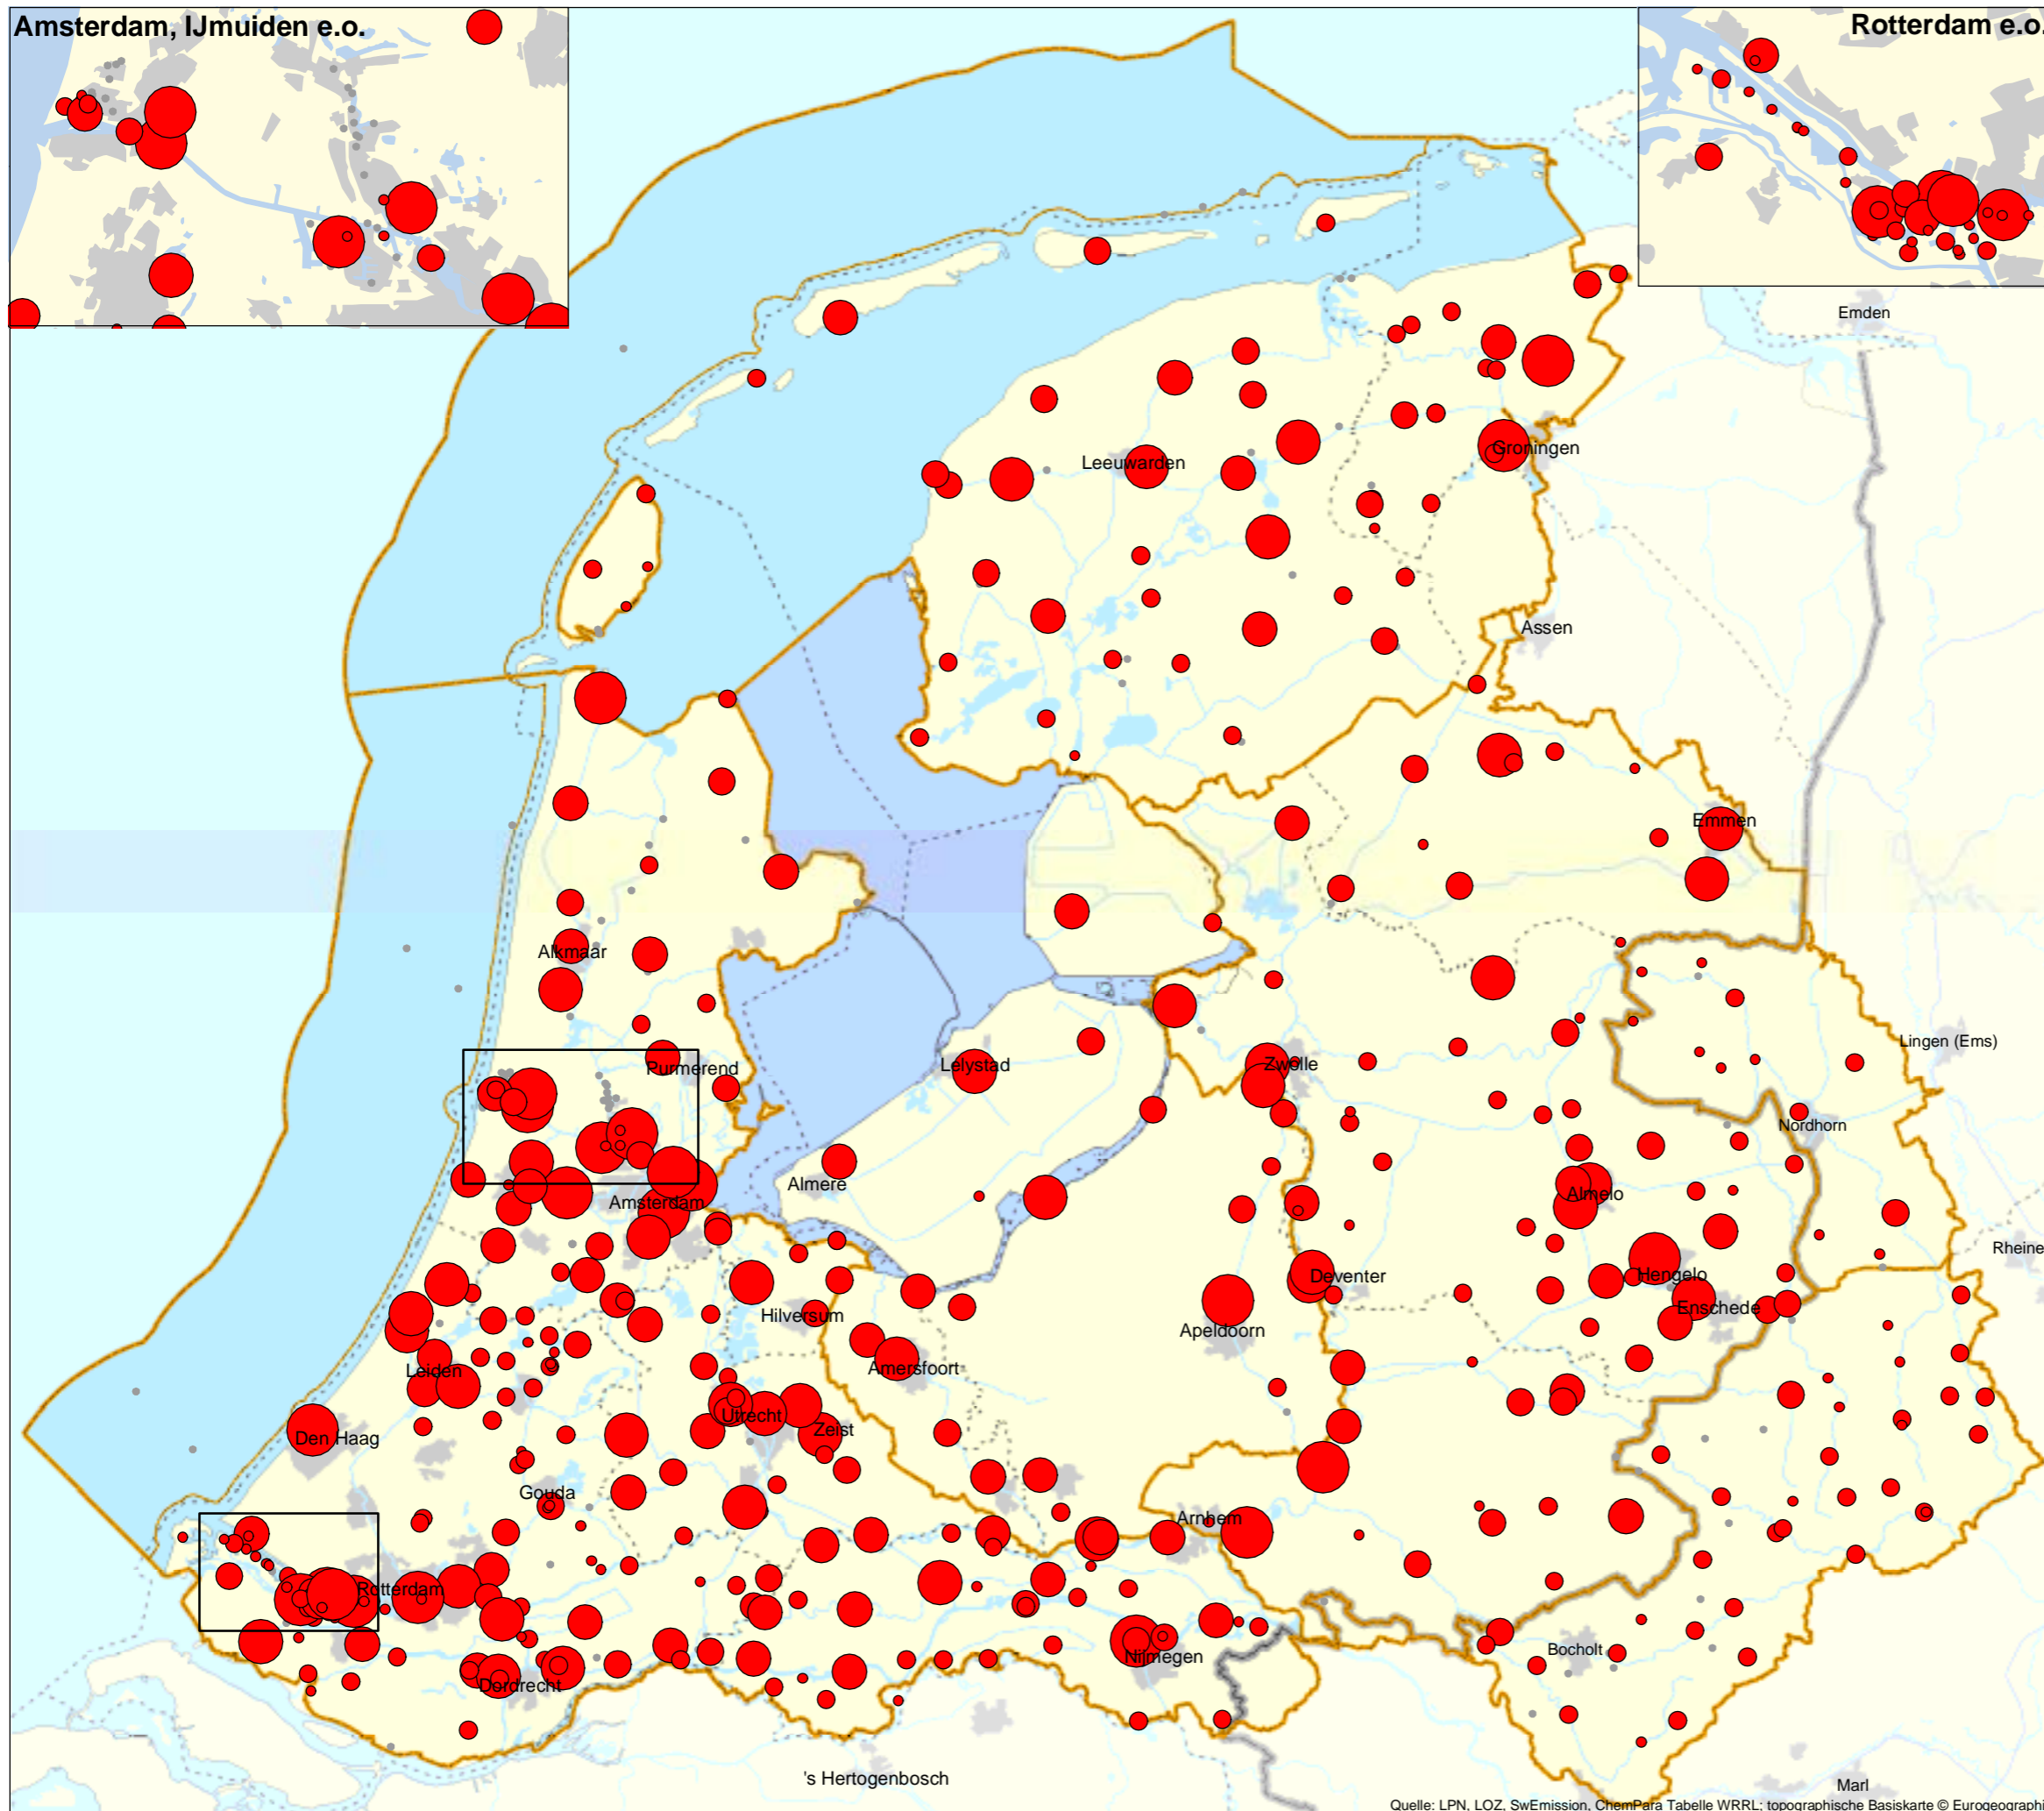 Amsterdam, IJmuiden e.o.
Rotterdam e.o.
Emden
Groningen
Leeuwarden
Assen
Emmen
Alkmaar
Lingen (Ems)
Purmerend
Lelystad
Zwolle
Nordhorn
Almere
Almelo
Amsterdam
Rheine
Deventer
Hengelo
Enschede
Hilversum
Apeldoorn
Leiden
Amersfoort
Utrecht
Zeist
Den Haag
Gouda
Arnhem
Rotterdam
Bocholt
Nijmegen
Dordrecht
's Hertogenbosch
Marl
Quelle: LPN, LOZ, SwEmission, ChemPara Tabelle WRRL; topographische Basiskarte © Eurogeographi